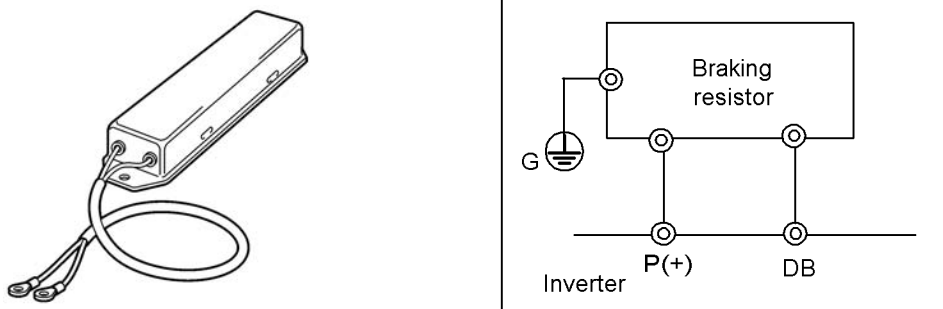 Braking
resistor
G
P(+)
DB
Inverter